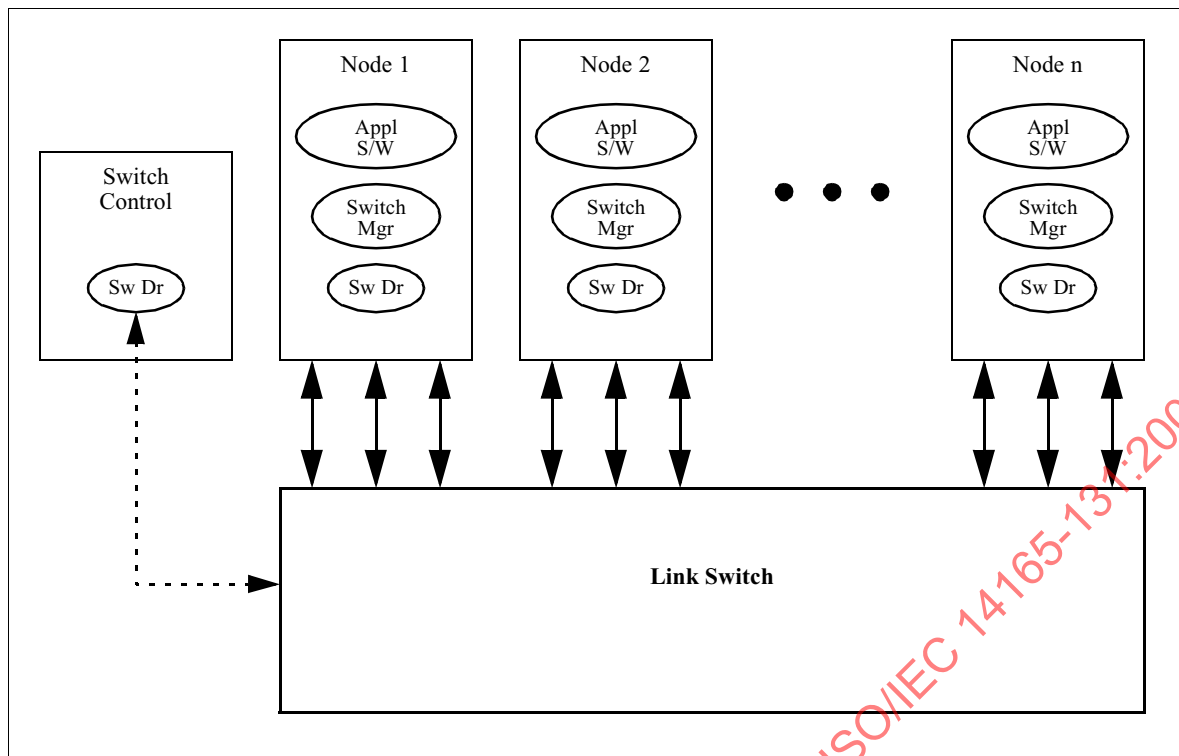 Node 1
Appl
S/W
Switch
Mgr
Sw Dr
Node 2
Appl
S/W
Switch
Mgr
Sw Dr
Node n
Appl
S/W
Switch
Mgr
Sw Dr
Switch
Control
Sw Dr
Link Switch
ISO/IEC 14165-131:200